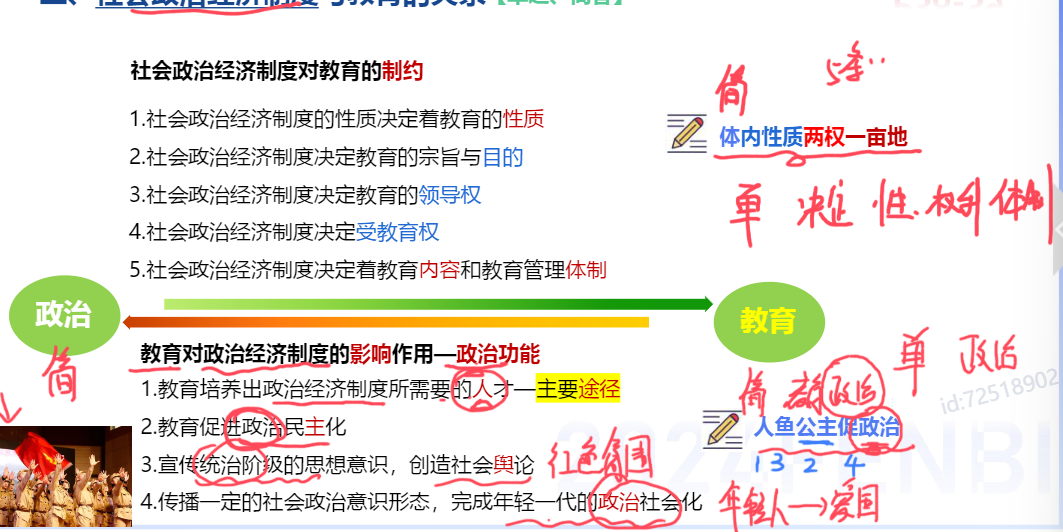 二、社会政治经济制度与教育的关系
社会政治经济制度对教育的制约
简
5条..
1.社会政治经济制度的性质决定着教育的性质
体内性质两权一亩地
2.社会政治经济制度决定教育的宗旨与目的
3.社会政治经济制度决定教育的领导权
单 决定 性.权利 体制
4.社会政治经济制度决定受教育权
5.社会政治经济制度决定着教育内容和教育管理体制
政治
教育
简
教育对政治经济制度的影响作用—政治功能
单 政治
1.教育培养出政治经济制度所需要的人才—主要途径
简
政治
id:72518902
2.教育促进政治民主化
人鱼公主促政治
1 3 2 4
3.宣传统治阶级的思想意识，创造社会舆论
4.传播一定的社会政治意识形态，完成年轻一代的政治社会化
年轻人→爱国